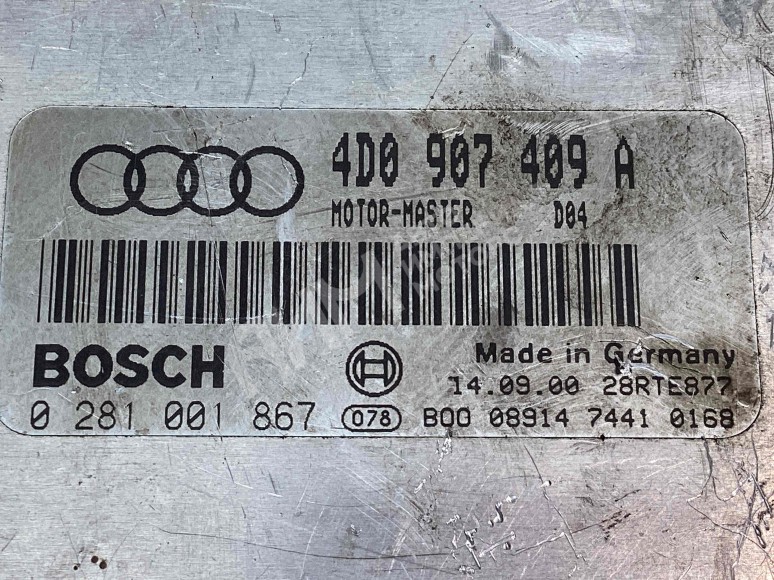 4D0 907 409 A
MOTOR-MASTER D04
BOSCH
Made in Germany
14.09.00 28RTE877
0 281 001 867 078 B00 08914 7441 0168